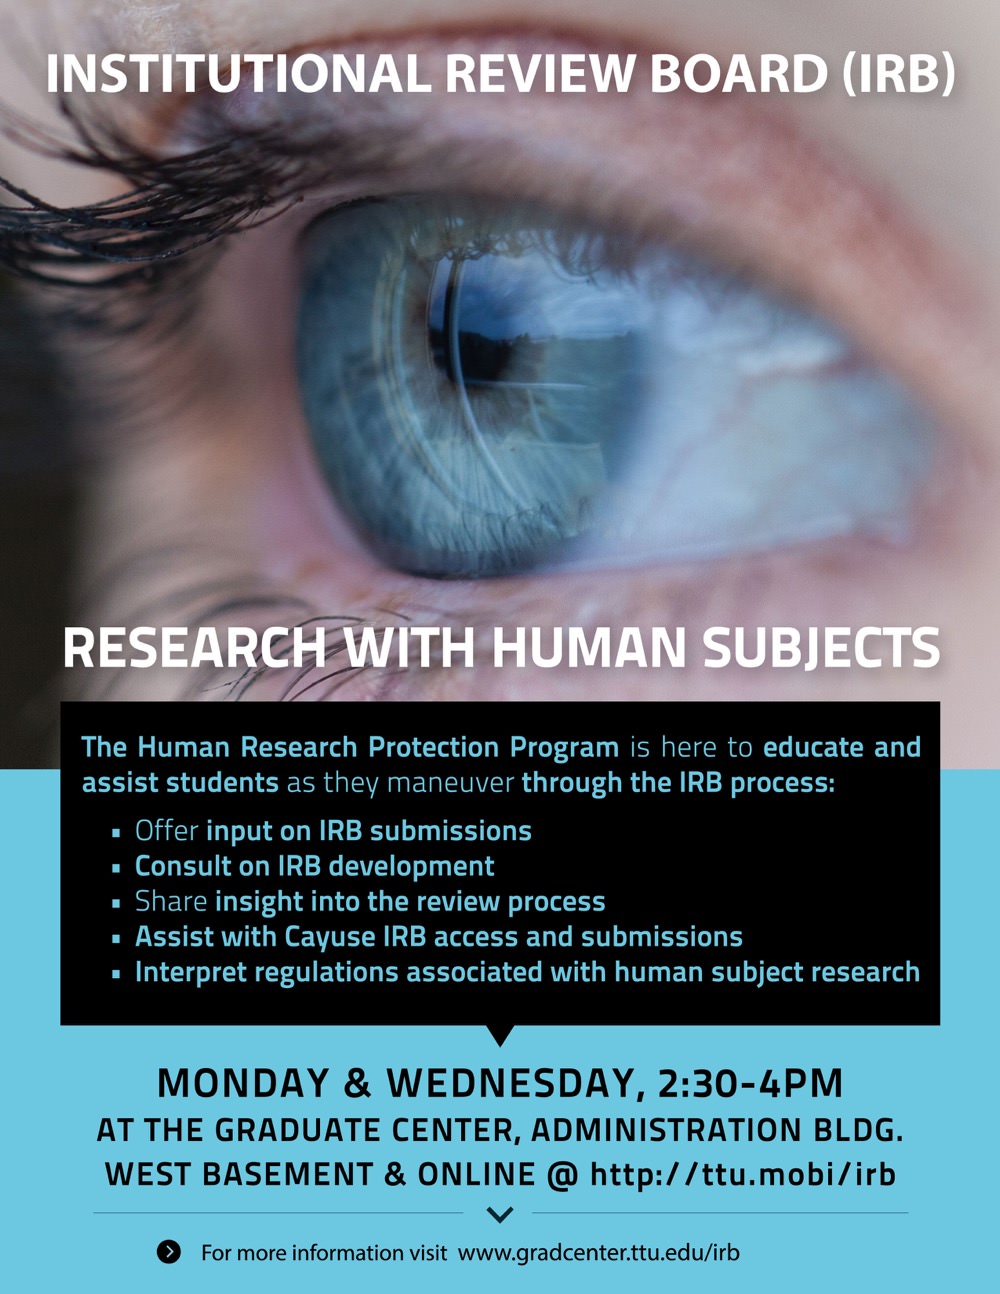 INSTITUTIONAL REVIEW BOARD (IRB)
RESEARCH WITH HUMAN SUBJECTS
The Human Research Protection Program is here to educate and
assist students as they maneuver through the IRB process:
▪ Offer input on IRB submissions
▪ Consult on IRB development
▪ Share insight into the review process
▪ Assist with Cayuse IRB access and submissions
▪ Interpret regulations associated with human subject research
MONDAY & WEDNESDAY, 2:30-4PM
AT THE GRADUATE CENTER, ADMINISTRATION BLDG.
WEST BASEMENT & ONLINE @ http://ttu.mobi/irb
For more information visit www.gradcenter.ttu.edu/irb